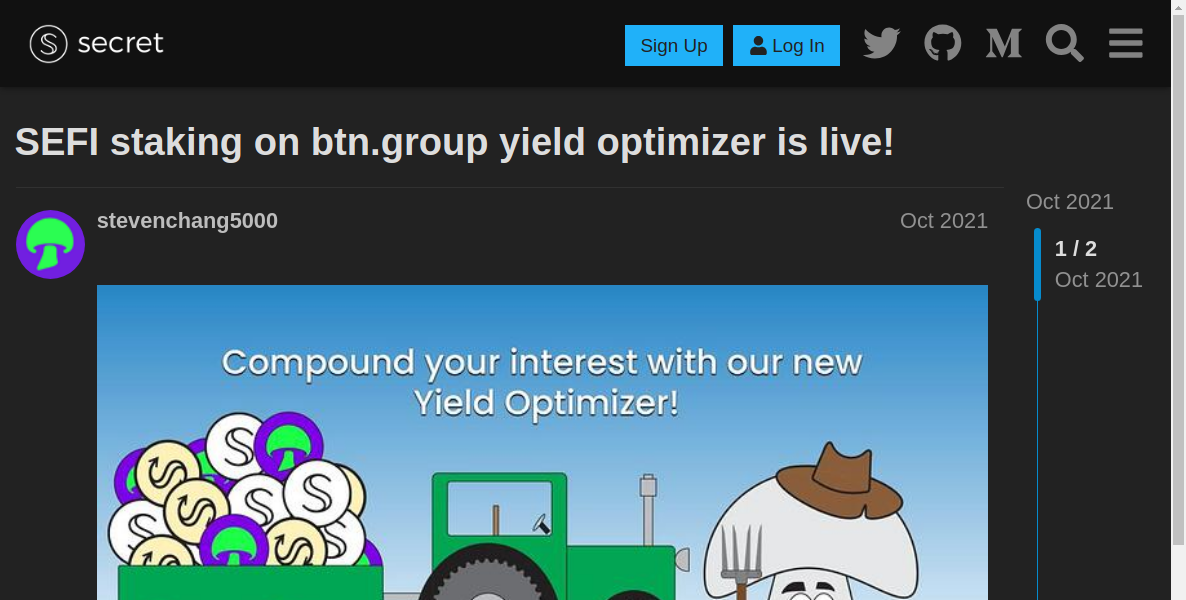 secret
Sign Up
Log In
SEFI staking on btn.group yield optimizer is live!
stevenchang5000
Oct 2021
Oct 2021
1 / 2
Oct 2021
Compound your interest with our new
Yield Optimizer!